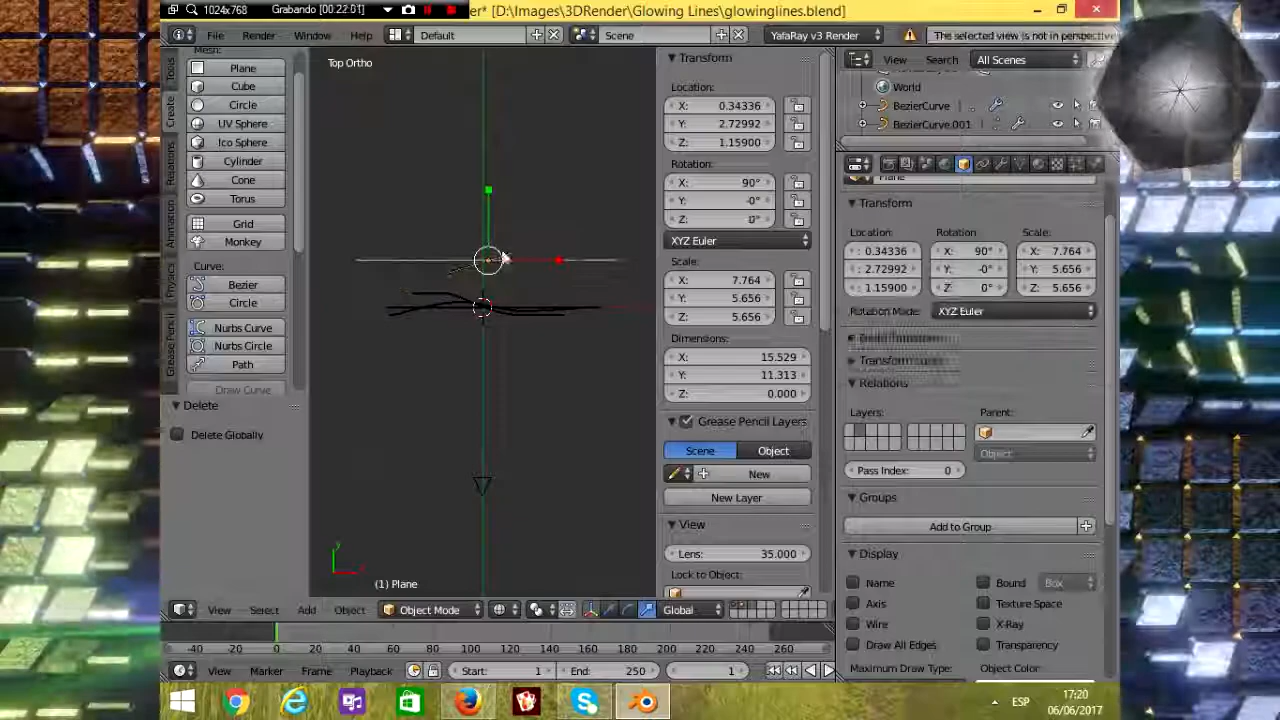 1024x768 Grabando [00:22:01]
er* [D:\Images\3DRender\Glowing Lines\glowinglines.blend]
File Render Window Help Default Scene YafaRay v3 Render The selected view is not in perspective
Mesh:
Plane
Cube
Circle
UV Sphere
Ico Sphere
Cylinder
Cone
Torus
Grid
Monkey
Curve:
Bezier
Circle
Nurbs Curve
Nurbs Circle
Path
Draw Curve
Delete
Delete Globally
Tools
Create
Relations
Animation
Physics
Grease Pencil
Top Ortho
y
(1) Plane
Transform
Location:
X: 0.34336
Y: 2.72992
Z: 1.15900
Rotation:
X: 90°
Y: -0°
Z: 0°
XYZ Euler
Scale:
X: 7.764
Y: 5.656
Z: 5.656
Dimensions:
X: 15.529
Y: 11.313
Z: 0.000
Grease Pencil Layers
Scene Object
New
New Layer
View
Lens: 35.000
Lock to Object:
View Search All Scenes
World
BezierCurve
BezierCurve.001
Plane
Transform
Location: Rotation Scale:
: 0.34336 X: 90° X: 7.764
: 2.72992 Y: -0° Y: 5.656
: 1.15900 Z: 0° Z: 5.656
Rotation Mode: XYZ Euler
Relations
Layers: Parent:
Object:
Pass Index: 0
Groups
Add to Group
Display
Name Bound Box
Axis Texture Space
Wire X-Ray
Draw All Edges Transparency
Maximum Draw Type: Object Color:
View Select Add Object Object Mode Global
-40 -20 0 20 40 60 80 100 120 140 160 180 200 220 240 260
View Marker Frame Playback Start: 1 End: 250 1
ESP
17:20
06/06/2017